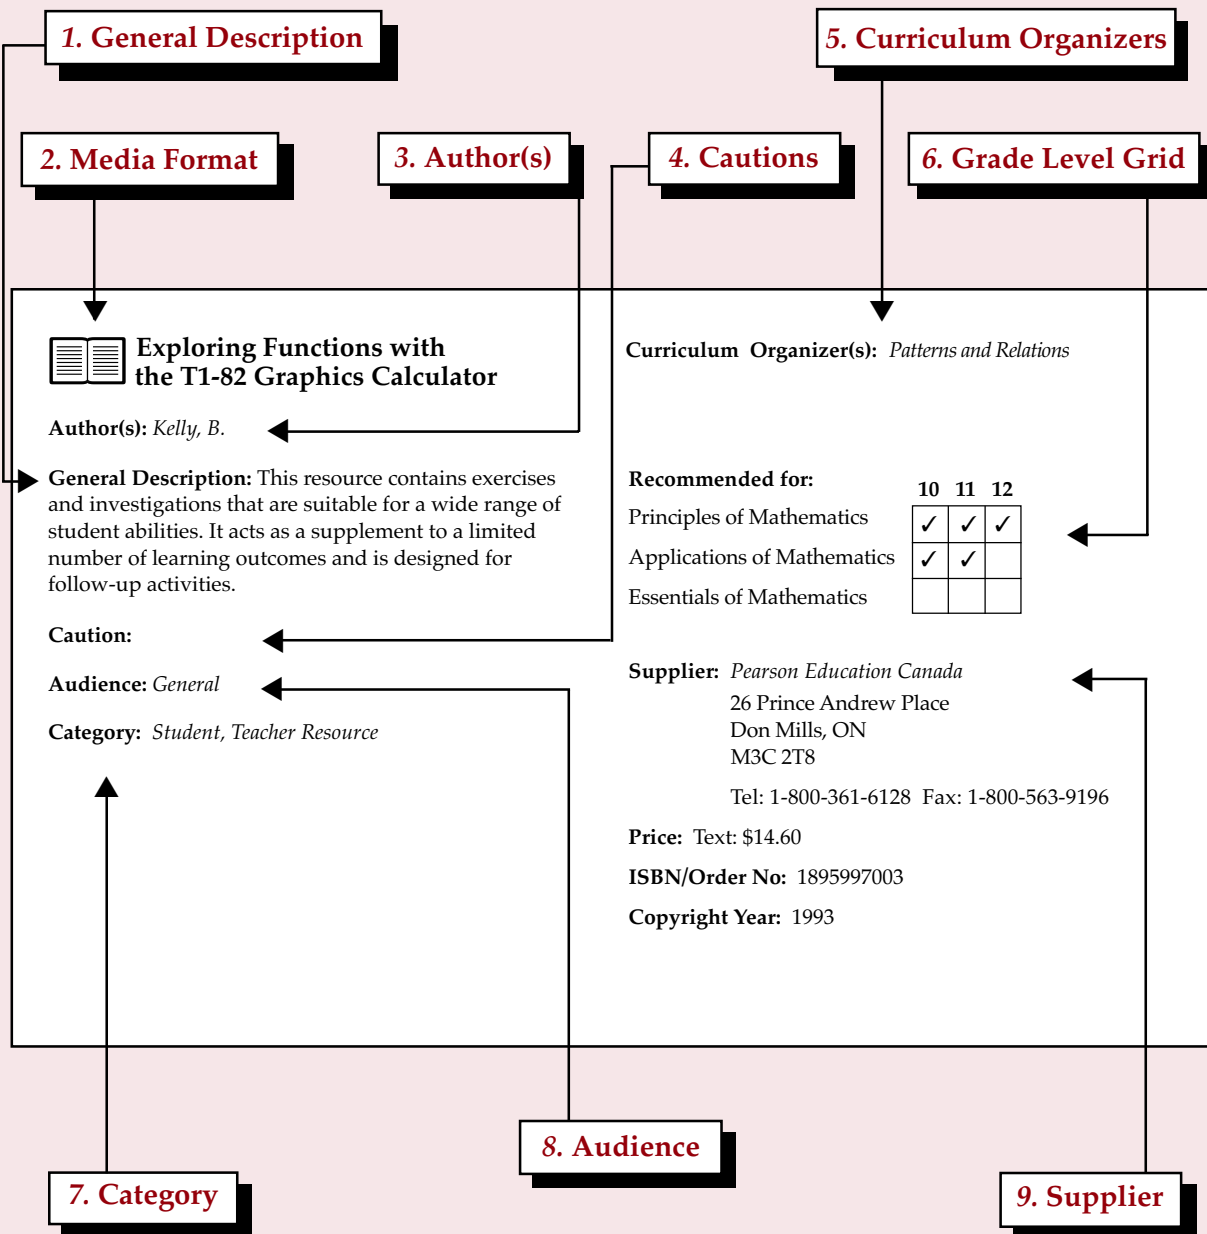 1. General Description
5. Curriculum Organizers
2. Media Format
3. Author(s)
4. Cautions
6. Grade Level Grid
Exploring Functions with
the T1-82 Graphics Calculator
Author(s): Kelly, B.
General Description: This resource contains exercises
and investigations that are suitable for a wide range of
student abilities. It acts as a supplement to a limited
number of learning outcomes and is designed for
follow-up activities.
Caution:
Audience: General
Category: Student, Teacher Resource
Curriculum Organizer(s): Patterns and Relations
Recommended for:
10 11 12
Principles of Mathematics ✓ ✓ ✓
Applications of Mathematics ✓ ✓
Essentials of Mathematics
Supplier: Pearson Education Canada
26 Prince Andrew Place
Don Mills, ON
M3C 2T8
Tel: 1-800-361-6128 Fax: 1-800-563-9196
Price: Text: $14.60
ISBN/Order No: 1895997003
Copyright Year: 1993
8. Audience
7. Category
9. Supplier